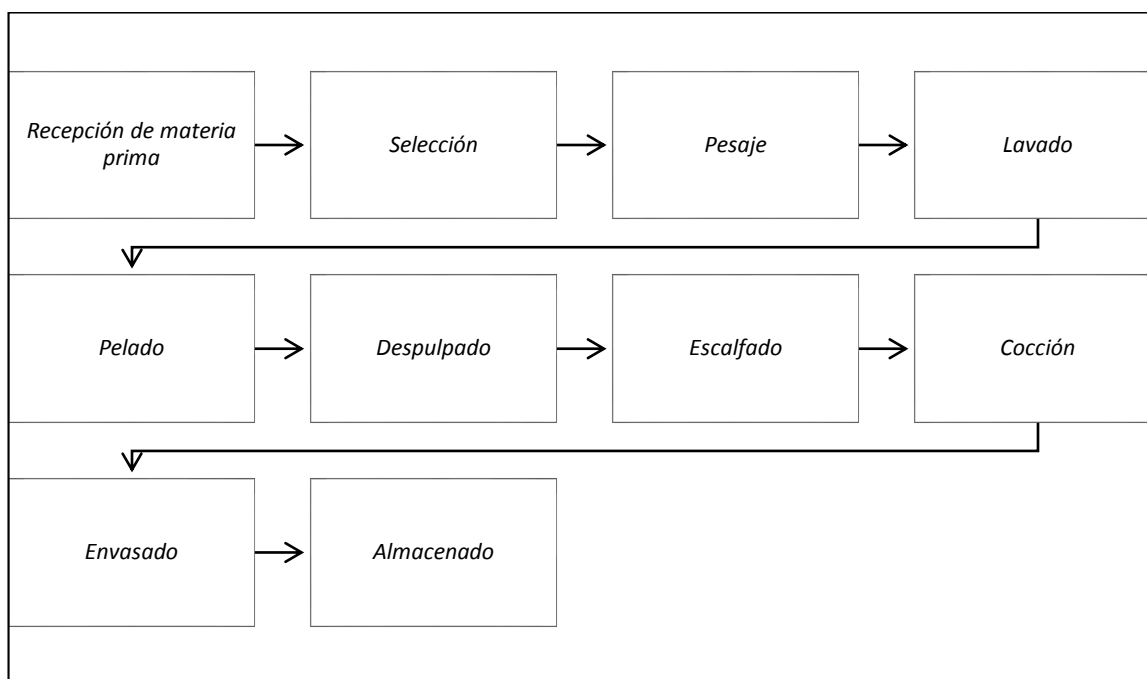 Recepción de materia
prima
Selección
Pesaje
Lavado
Pelado
Despulpado
Escalfado
Cocción
Envasado
Almacenado